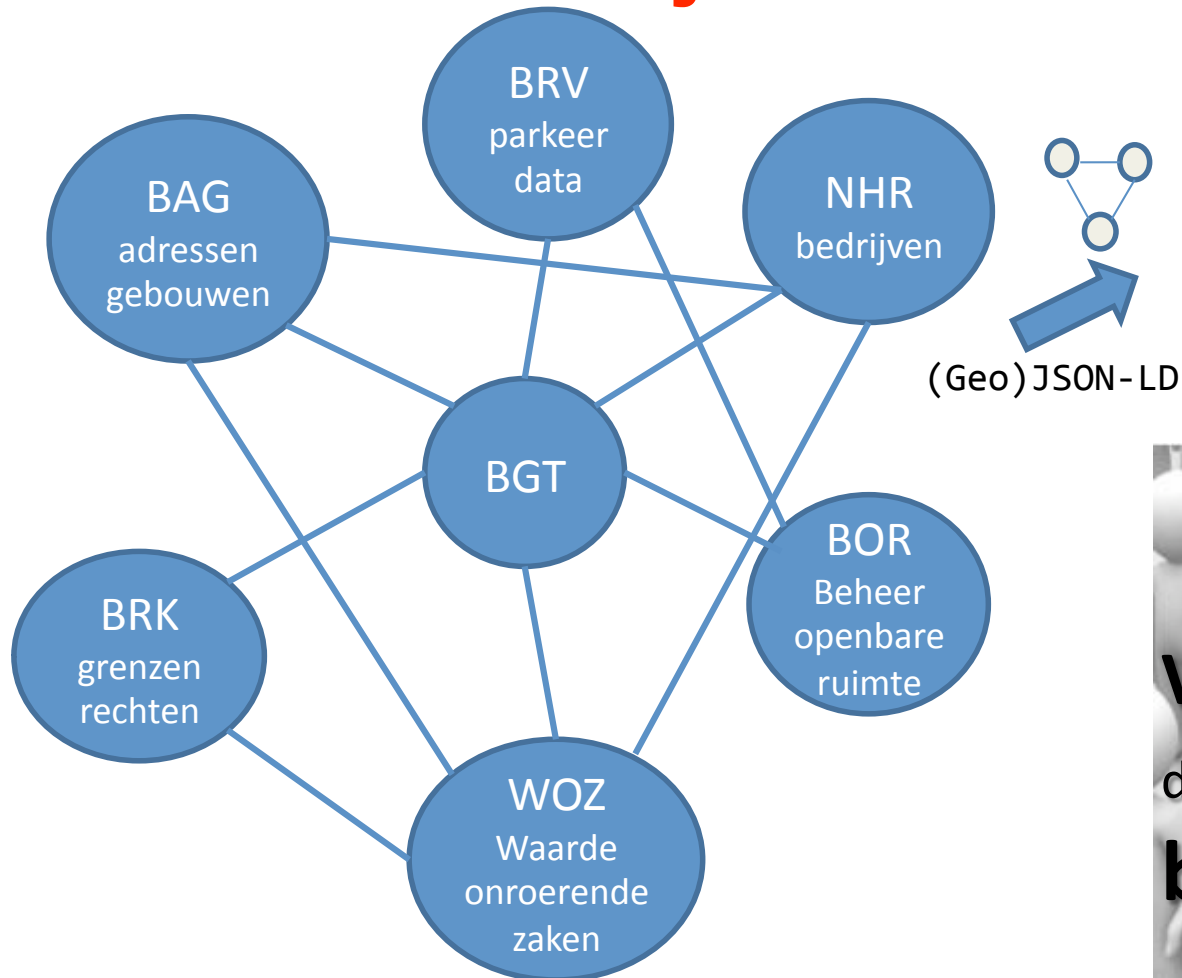 BRV
parkeer
data
BAG
adressen
gebouwen
NHR
bedrijven
(Geo)JSON-LD
BGT
BOR
Beheer
openbare
ruimte
BRK
grenzen
rechten
WOZ
Waarde
onroerende
zaken